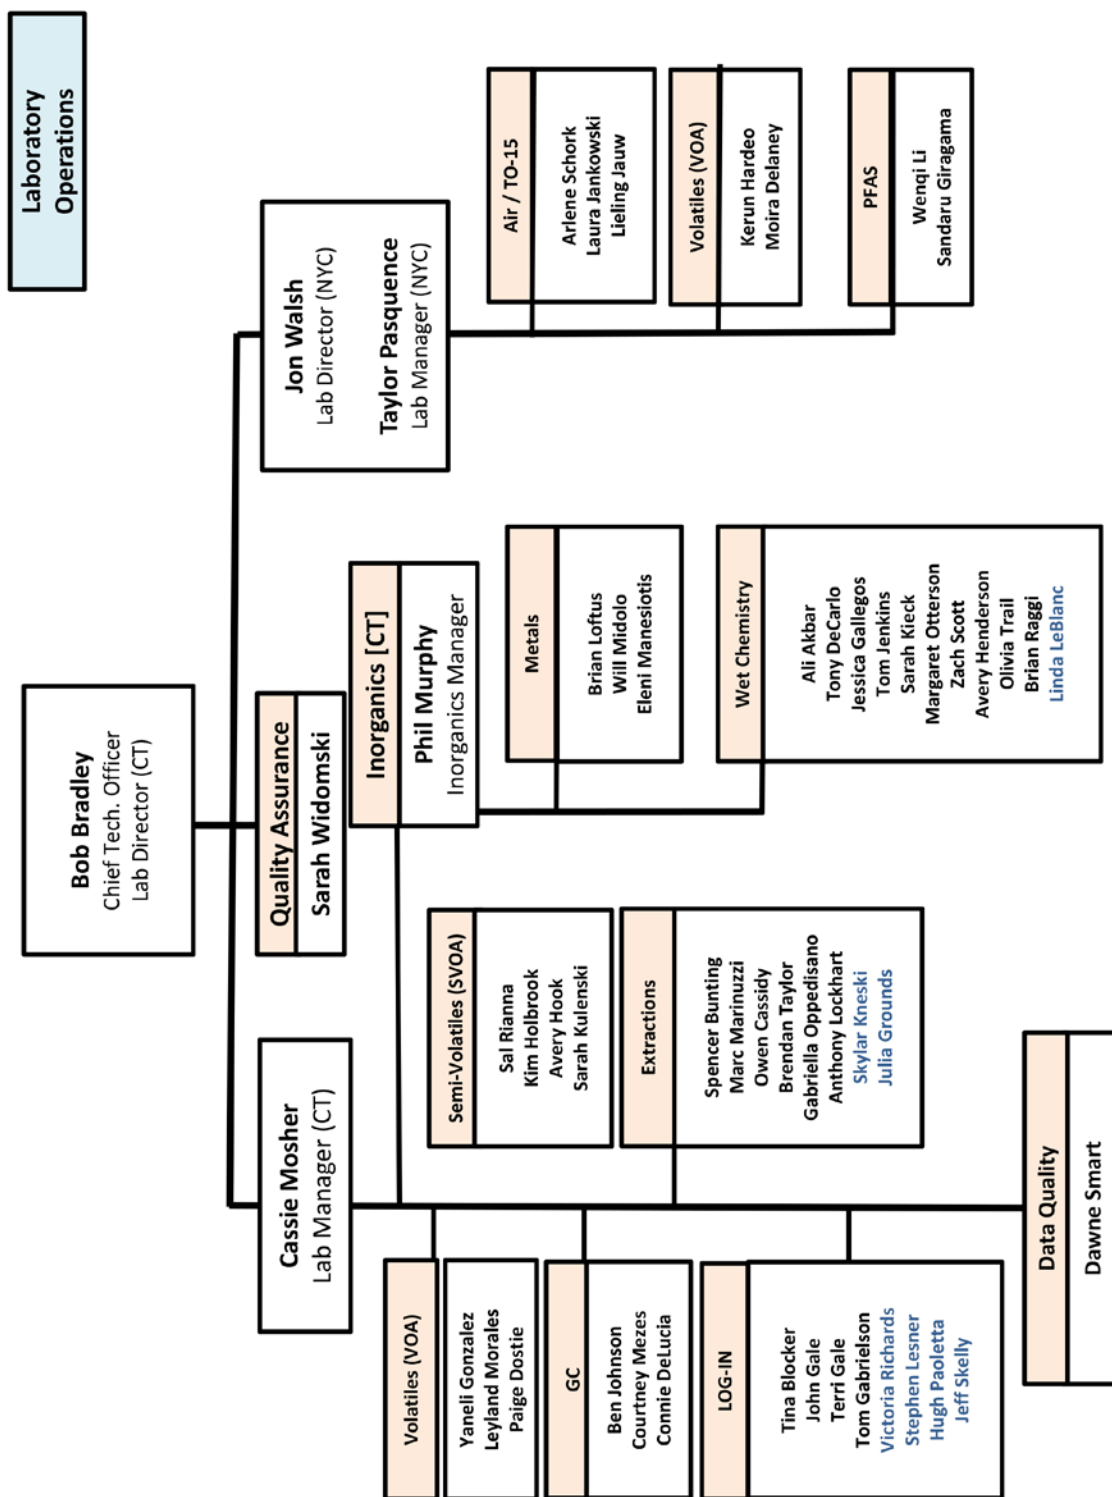 Laboratory
Operations
Bob Bradley
Chief Tech. Officer
Lab Director (CT)
Quality Assurance
Sarah Widomski
Cassie Mosher
Lab Manager (CT)
Jon Walsh
Lab Director (NYC)
Taylor Pasquence
Lab Manager (NYC)
Inorganics [CT]
Phil Murphy
Inorganics Manager
Volatiles (VOA)
Yaneli Gonzalez
Leyland Morales
Paige Dostie
GC
Ben Johnson
Courtney Mezes
Connie DeLucia
LOG-IN
Tina Blocker
John Gale
Terri Gale
Tom Gabrielson
Victoria Richards
Stephen Lesner
Hugh Paoletta
Jeff Skelly
Semi-Volatiles (SVOA)
Sal Rianna
Kim Holbrook
Avery Hook
Sarah Kulenski
Extractions
Spencer Bunting
Marc Marinuzzi
Owen Cassidy
Brendan Taylor
Gabriella Oppedisano
Anthony Lockhart
Skylar Kneski
Julia Grounds
Data Quality
Dawne Smart
Metals
Brian Loftus
Will Midolo
Eleni Manesiotis
Wet Chemistry
Ali Akbar
Tony DeCarlo
Jessica Gallegos
Tom Jenkins
Sarah Kieck
Margaret Otterson
Zach Scott
Avery Henderson
Olivia Trail
Brian Raggi
Linda LeBlanc
Air / TO-15
Arlene Schork
Laura Jankowski
Lieling Jauw
Volatiles (VOA)
Kerun Hardeo
Moira Delaney
PFAS
Wenqi Li
Sandaru Giragama